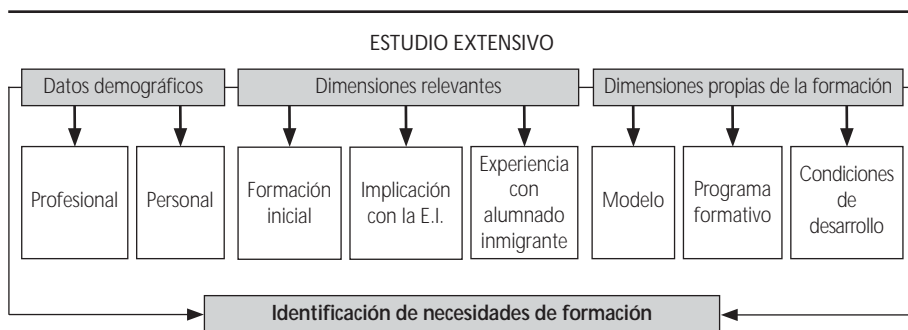 ESTUDIO EXTENSIVO
Datos demográficos
Dimensiones relevantes
Dimensiones propias de la formación
Profesional
Personal
Formación
inicial
Implicación
con la E.I.
Experiencia
con
alumnado
inmigrante
Modelo
Programa
formativo
Condiciones
de
desarrollo
Identificación de necesidades de formación